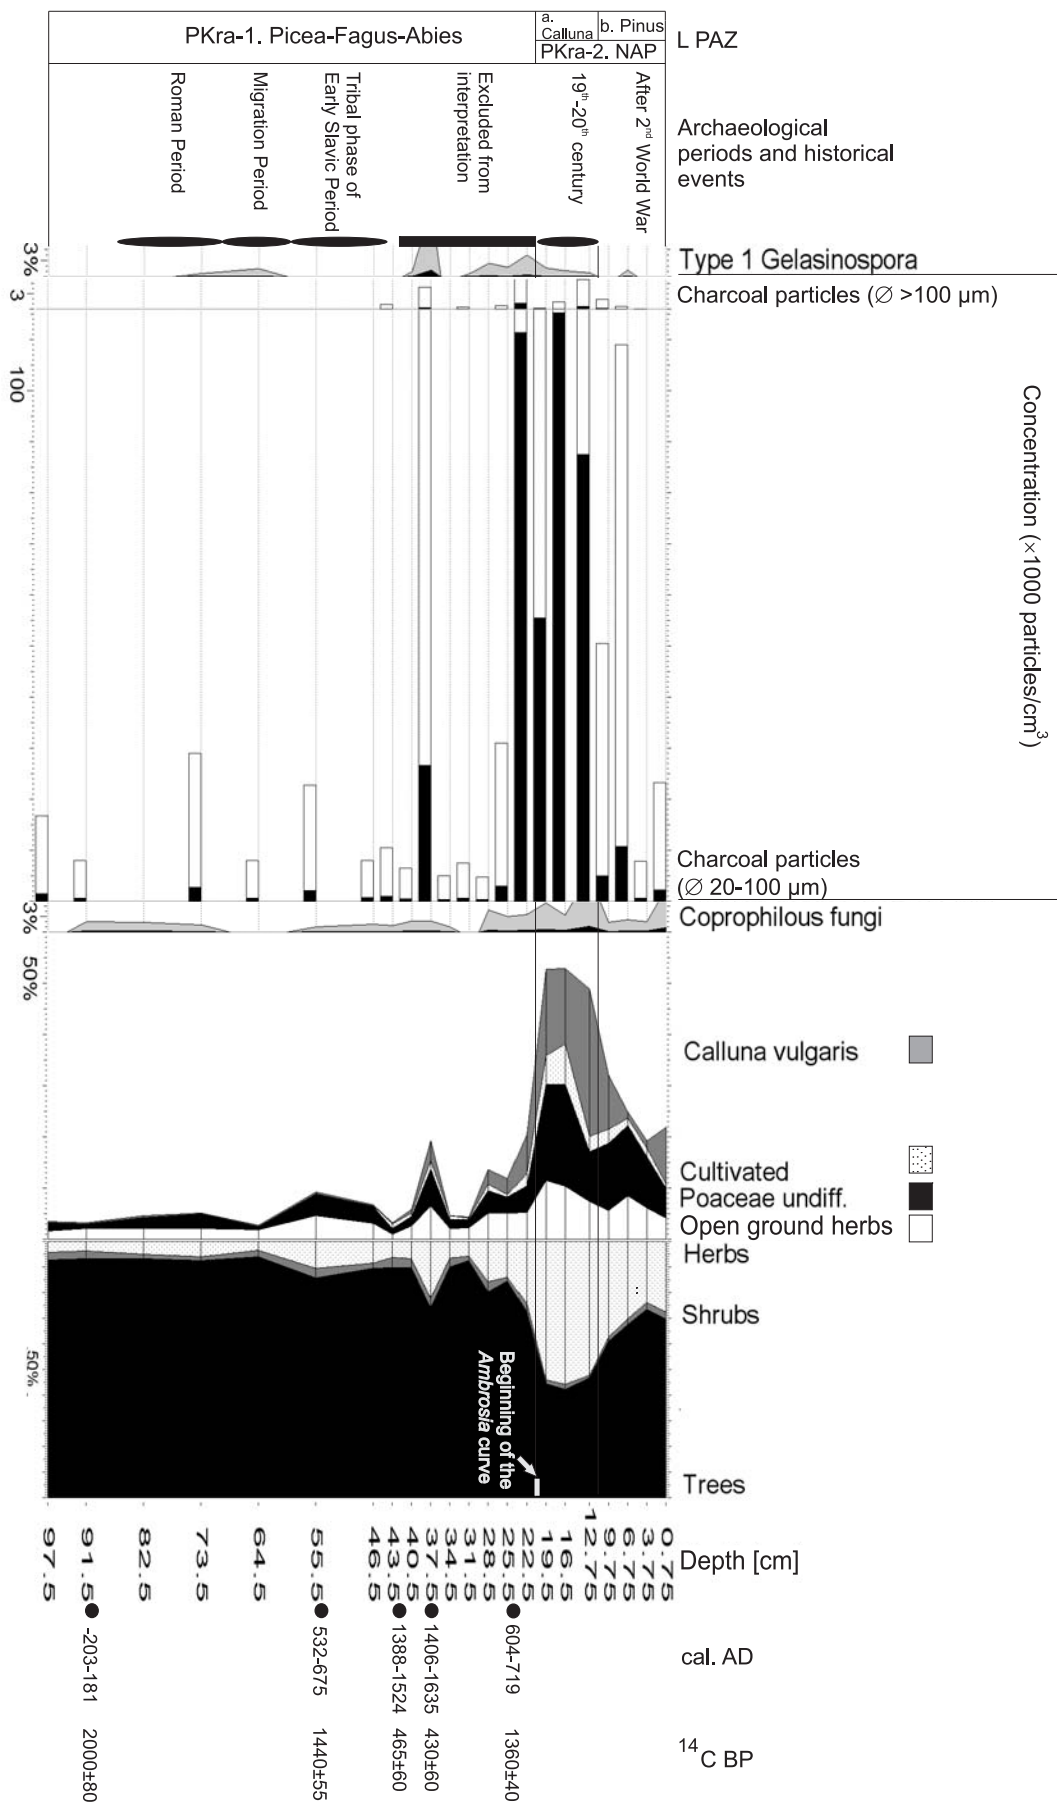 PKra-1. Picea-Fagus-Abies
a.
Calluna
b. Pinus
PKra-2. NAP
L PAZ
Roman Period
Migration Period
Tribal phase of
Early Slavic Period
Excluded from
interpretation
19th-20th century
After 2nd World War
Archaeological
periods and historical
events
3%
Type 1 Gelasinospora
3
Charcoal particles (Ø >100 µm)
100
Concentration (×1000 particles/cm³)
Charcoal particles
(Ø 20-100 µm)
3%
Coprophilous fungi
50%
Calluna vulgaris
Cultivated
Poaceae undiff.
Open ground herbs
Herbs
Shrubs
50%
Beginning of the
Ambrosia curve
Trees
97.5
91.5
82.5
73.5
64.5
55.5
46.5
43.5
40.5
37.5
34.5
31.5
28.5
25.5
22.5
19.5
16.5
12.75
9.75
6.75
3.75
0.75
Depth [cm]
-203-181
532-675
1388-1524
1406-1635
604-719
cal. AD
2000±80
1440±55
465±60
430±60
1360±40
14C BP